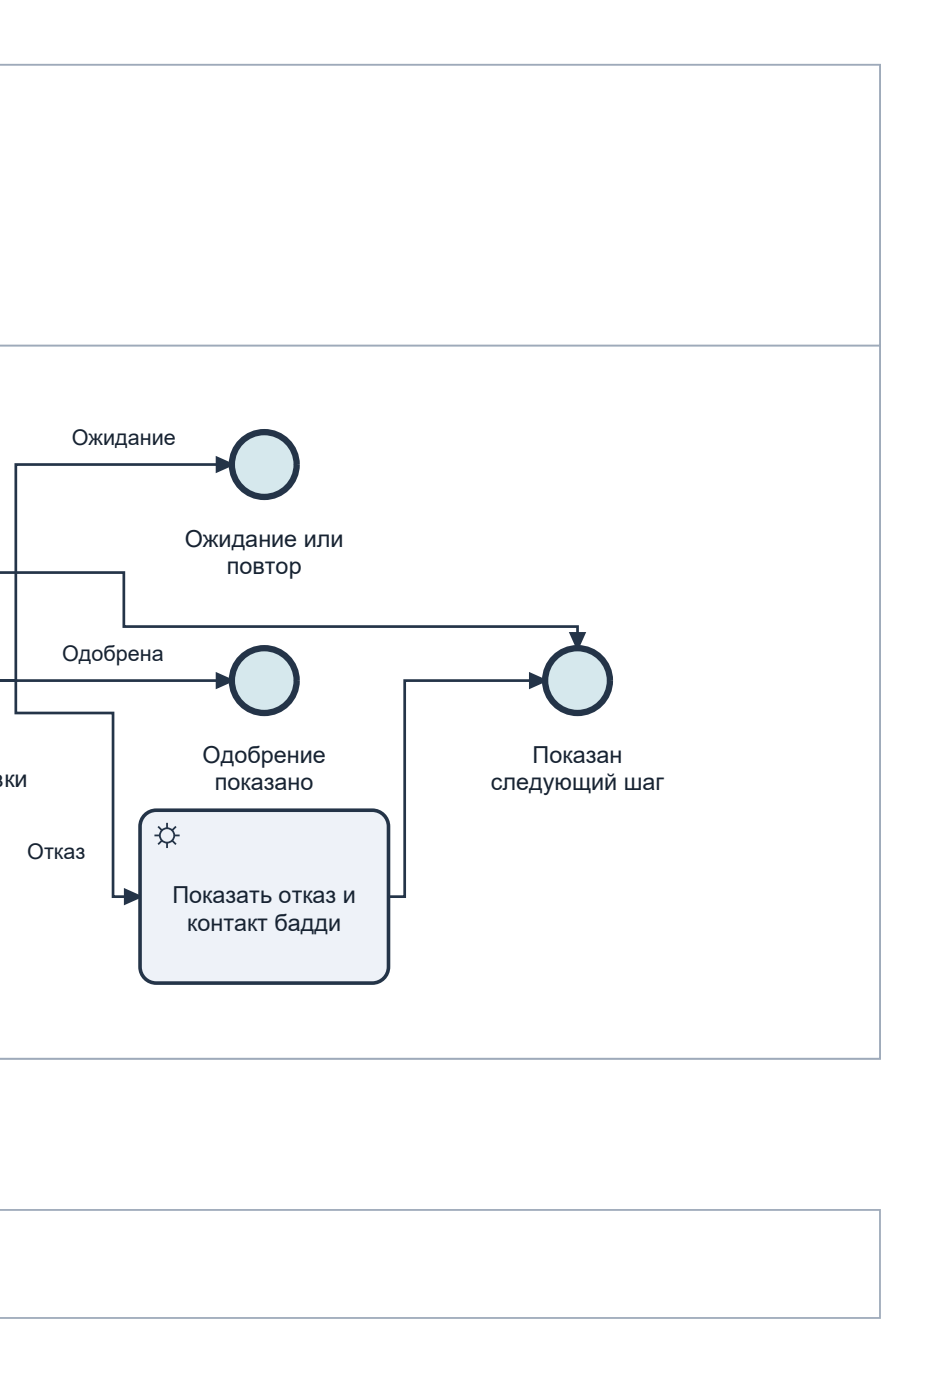 Ожидание
Ожидание или
повтор
Одобрена
Одобрение
показано
Показан
следующий шаг
вки
Отказ
Показать отказ и
контакт бадди